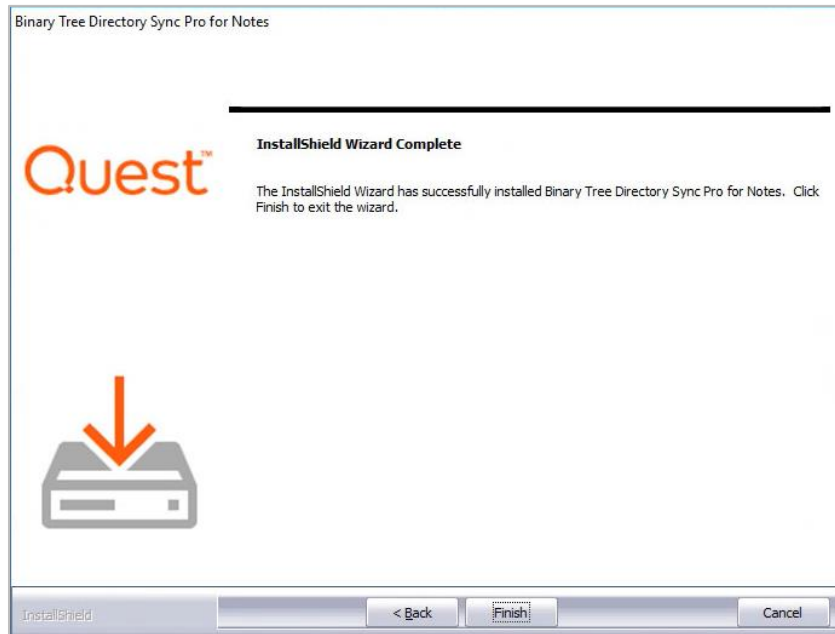 Binary Tree Directory Sync Pro for Notes
Quest™
InstallShield Wizard Complete
The InstallShield Wizard has successfully installed Binary Tree Directory Sync Pro for Notes. Click
Finish to exit the wizard.
InstallShield
< Back
Finish
Cancel